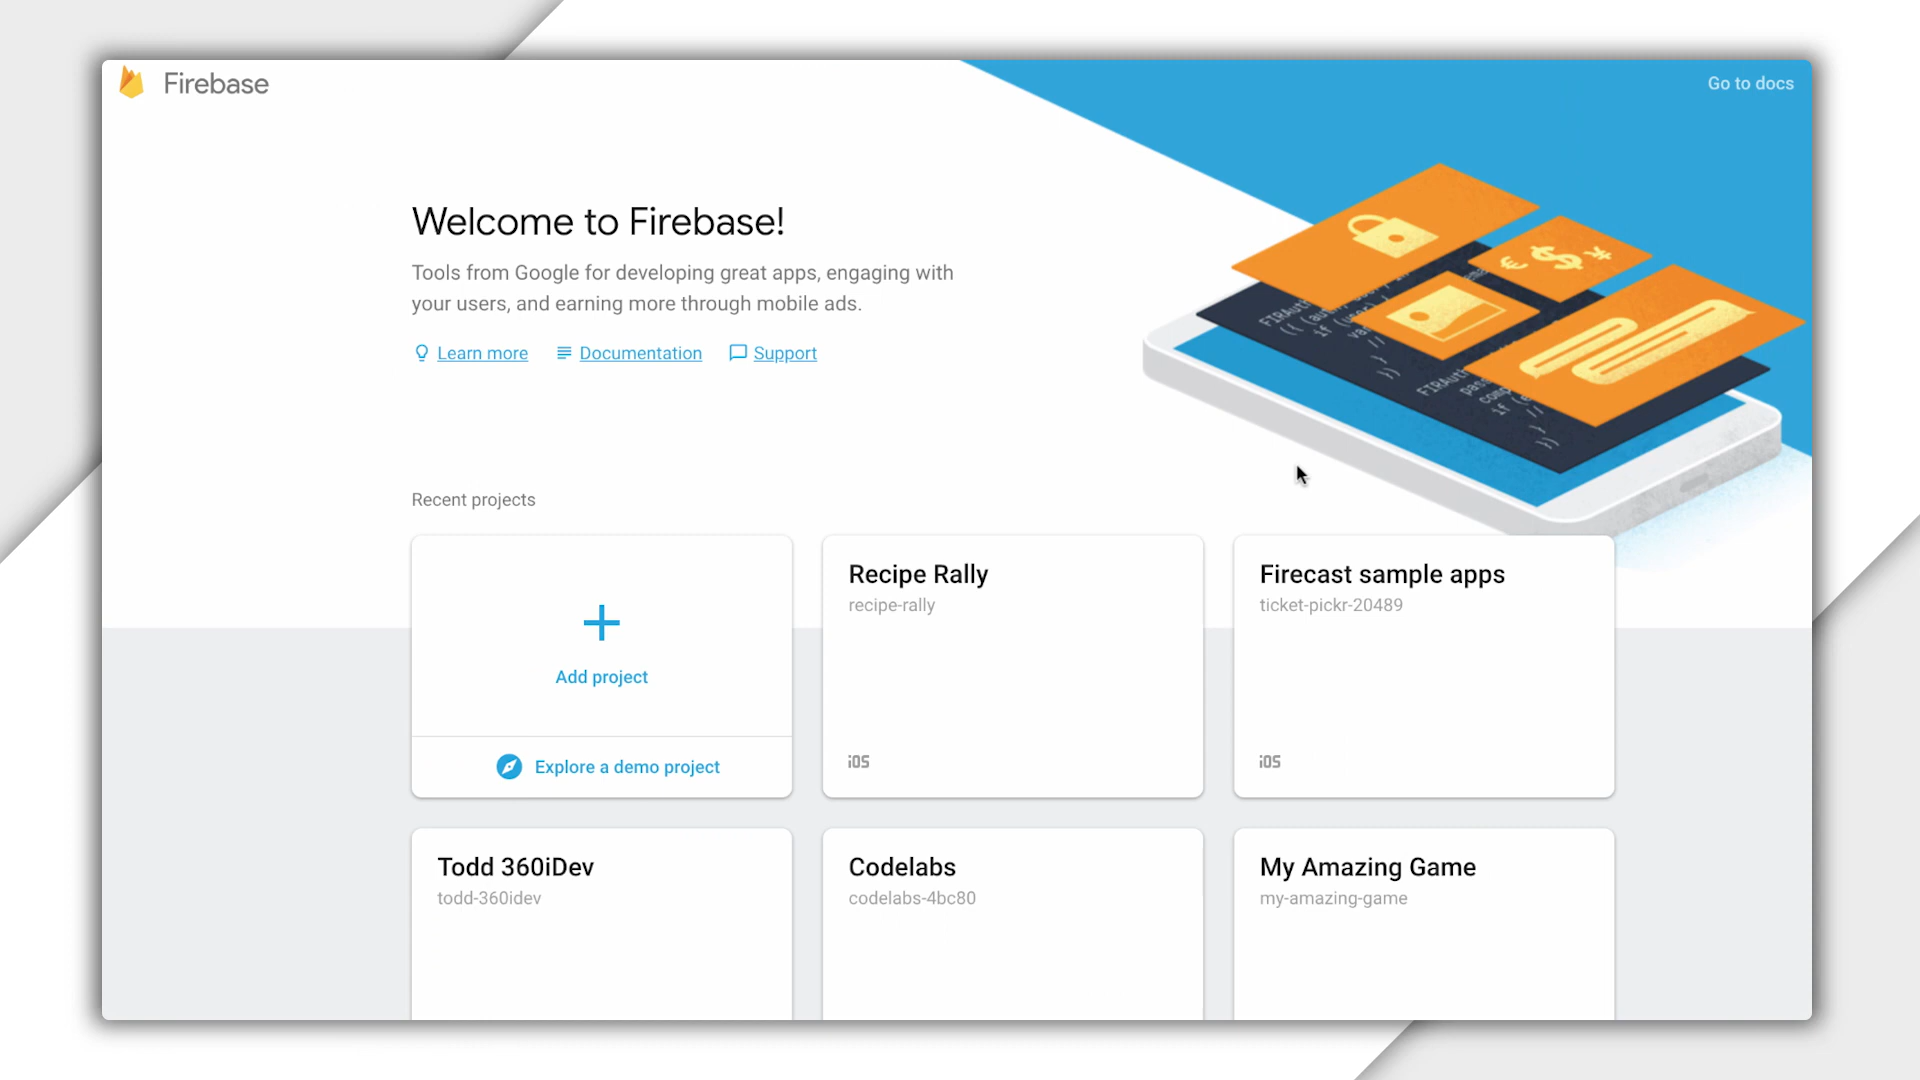 Firebase
Go to docs
Welcome to Firebase!
Tools from Google for developing great apps, engaging with
your users, and earning more through mobile ads.
Learn more
Documentation
Support
Recent projects
Add project
Explore a demo project
Recipe Rally
recipe-rally
iOS
Firecast sample apps
ticket-pickr-20489
iOS
Todd 360iDev
todd-360idev
Codelabs
codelabs-4bc80
My Amazing Game
my-amazing-game